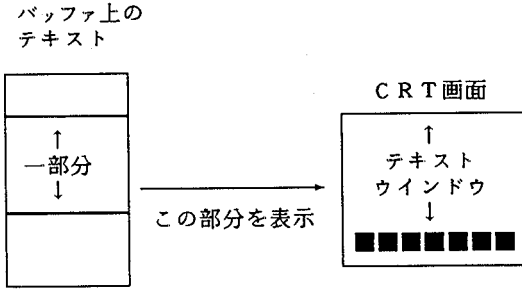 バッファ上の
テキスト
↑
一部分
↓
この部分を表示
CRT画面
↑
テキスト
ウインドウ
↓